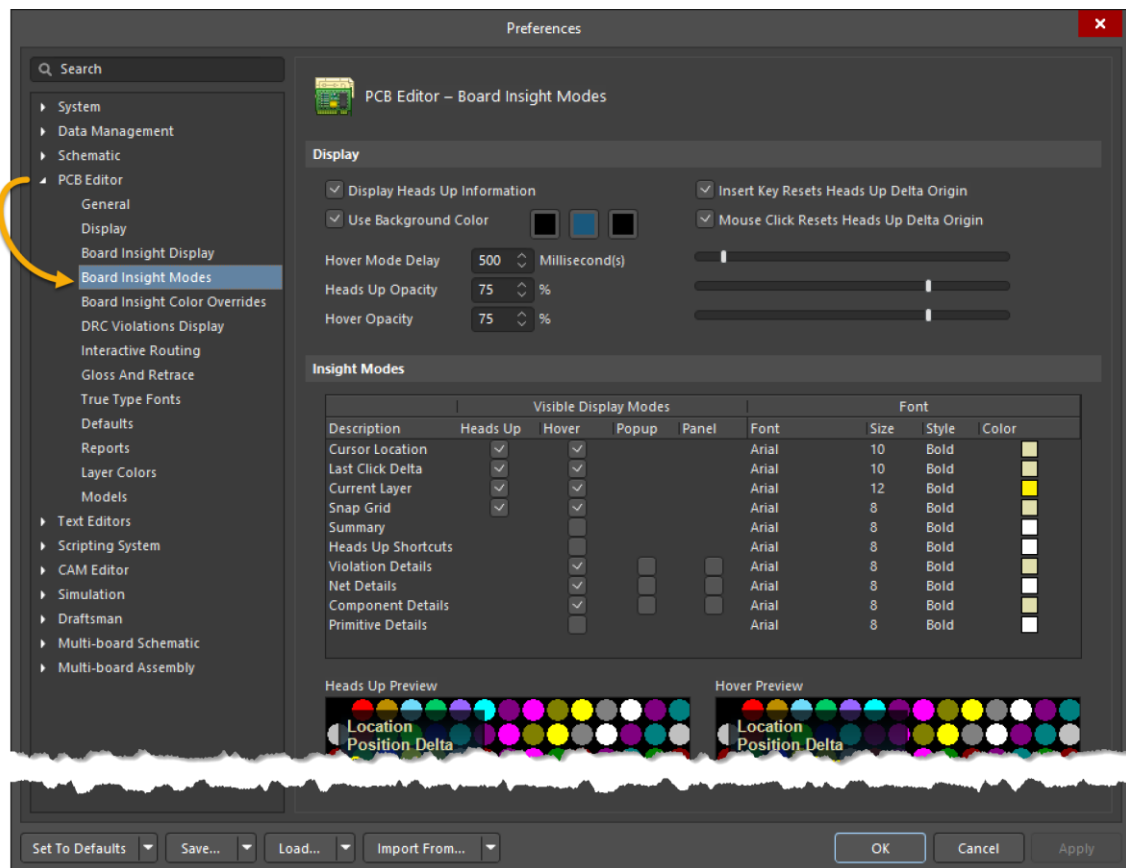 Preferences
Search
System
Data Management
Schematic
PCB Editor
General
Display
Board Insight Display
Board Insight Modes
Board Insight Color Overrides
DRC Violations Display
Interactive Routing
Gloss And Retrace
True Type Fonts
Defaults
Reports
Layer Colors
Models
Text Editors
Scripting System
CAM Editor
Simulation
Draftsman
Multi-board Schematic
Multi-board Assembly
PCB Editor – Board Insight Modes
Display
Display Heads Up Information
Insert Key Resets Heads Up Delta Origin
Use Background Color
Mouse Click Resets Heads Up Delta Origin
Hover Mode Delay 500 Millisecond(s)
Heads Up Opacity 75 %
Hover Opacity 75 %
Insight Modes
Visible Display Modes Font
Description Heads Up Hover Popup Panel Font Size Style Color
Cursor Location Arial 10 Bold
Last Click Delta Arial 10 Bold
Current Layer Arial 12 Bold
Snap Grid Arial 8 Bold
Summary Arial 8 Bold
Heads Up Shortcuts Arial 8 Bold
Violation Details Arial 8 Bold
Net Details Arial 8 Bold
Component Details Arial 8 Bold
Primitive Details Arial 8 Bold
Heads Up Preview
Location
Position Delta
Hover Preview
Location
Position Delta
Set To Defaults Save... Load... Import From... OK Cancel Apply